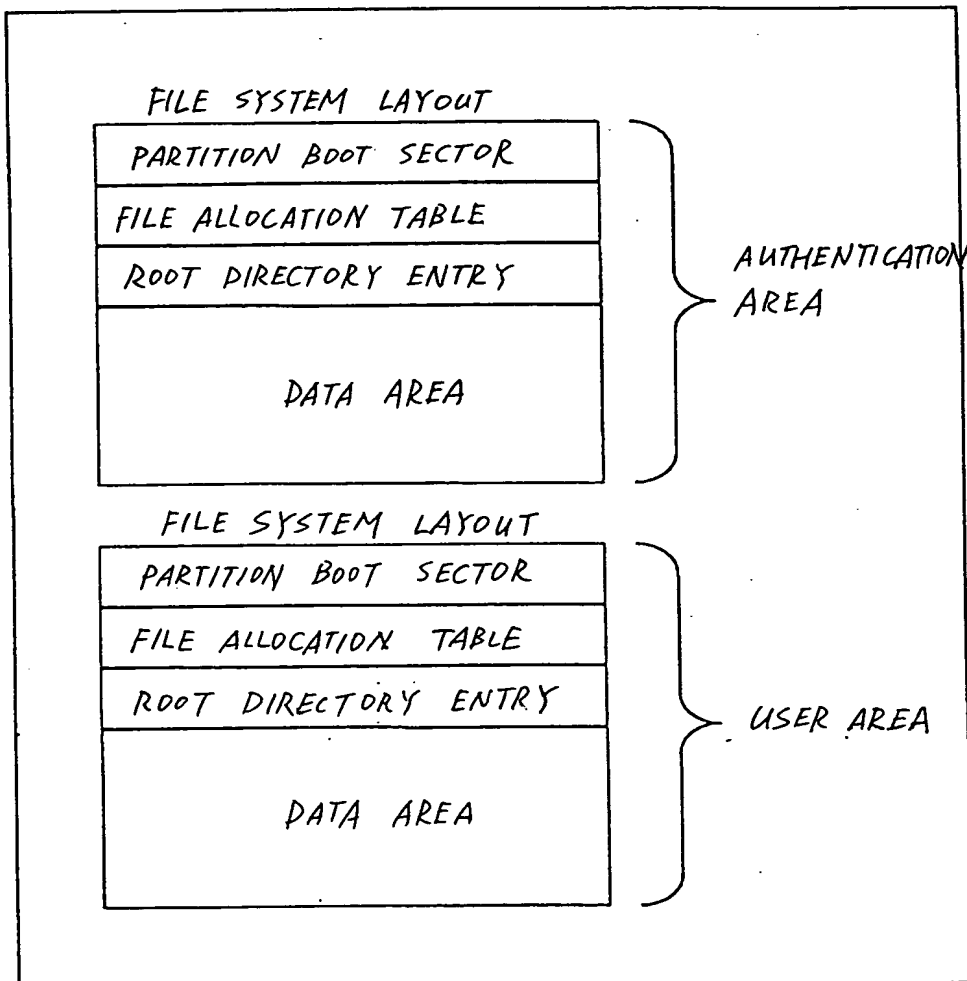 FILE SYSTEM LAYOUT
PARTITION BOOT SECTOR
FILE ALLOCATION TABLE
ROOT DIRECTORY ENTRY
DATA AREA
AUTHENTICATION
AREA
FILE SYSTEM LAYOUT
PARTITION BOOT SECTOR
FILE ALLOCATION TABLE
ROOT DIRECTORY ENTRY
DATA AREA
USER AREA